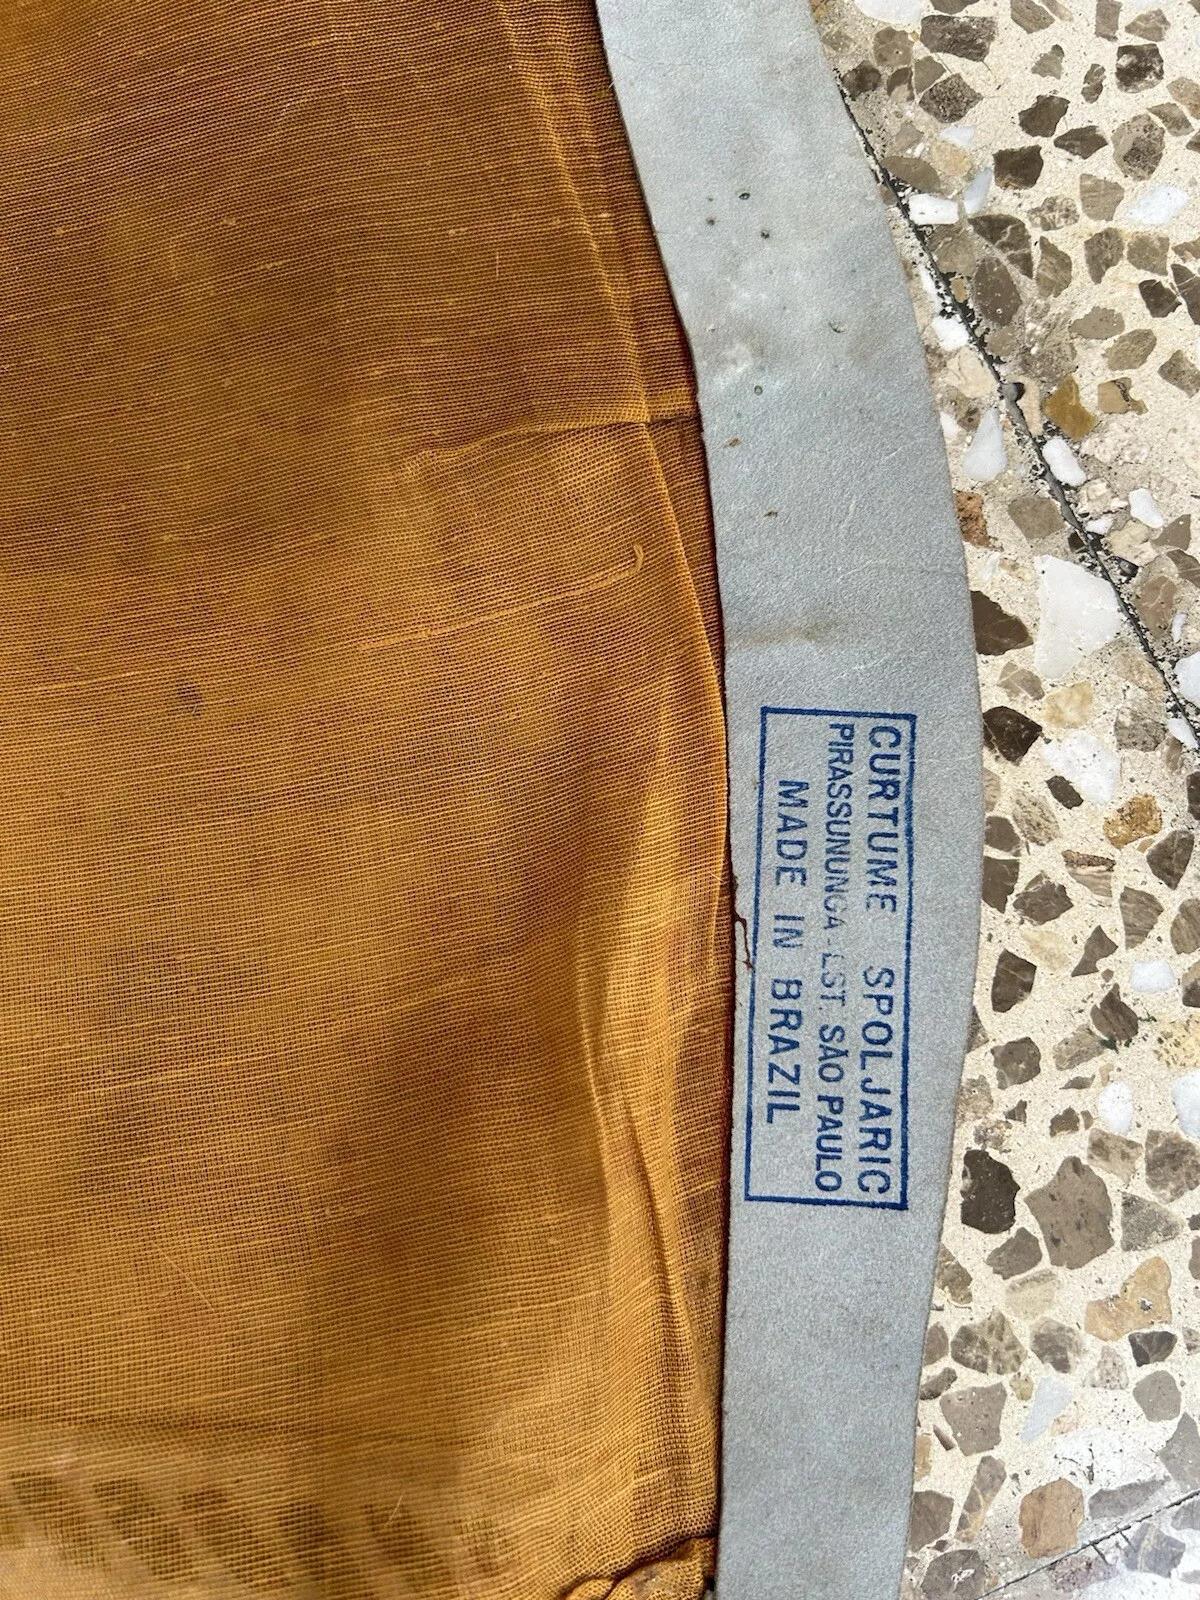 CURTUME SPOLJARIC
PIRASSUNUNGA - EST. SÃO PAULO
MADE IN BRAZIL